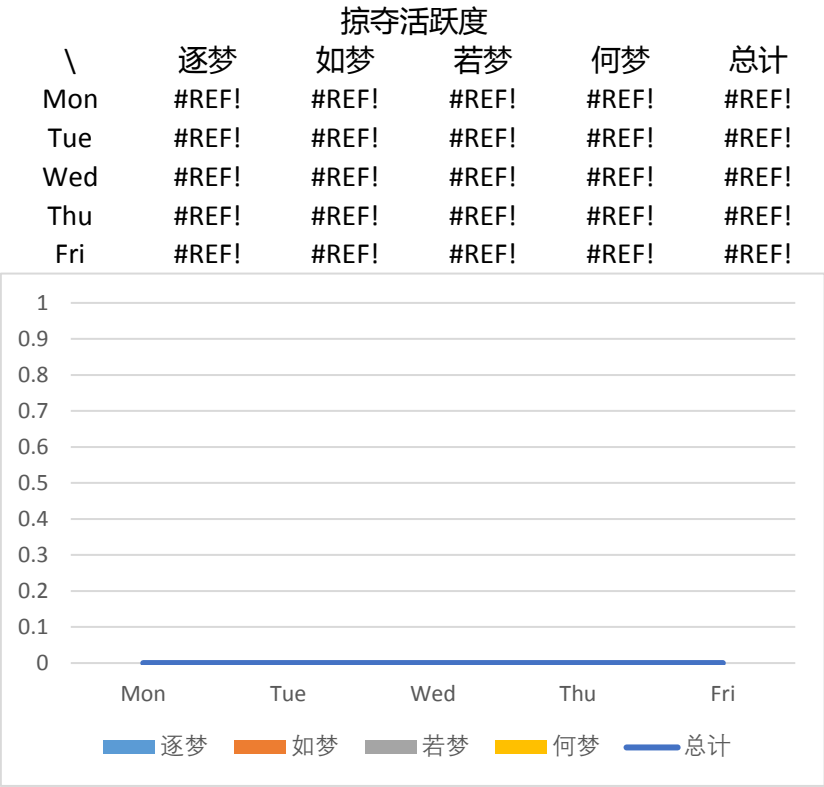 掠夺活跃度
\ 逐梦 如梦 若梦 何梦 总计
Mon #REF! #REF! #REF! #REF! #REF!
Tue #REF! #REF! #REF! #REF! #REF!
Wed #REF! #REF! #REF! #REF! #REF!
Thu #REF! #REF! #REF! #REF! #REF!
Fri #REF! #REF! #REF! #REF! #REF!
1
0.9
0.8
0.7
0.6
0.5
0.4
0.3
0.2
0.1
0
Mon Tue Wed Thu Fri
逐梦 如梦 若梦 何梦 总计